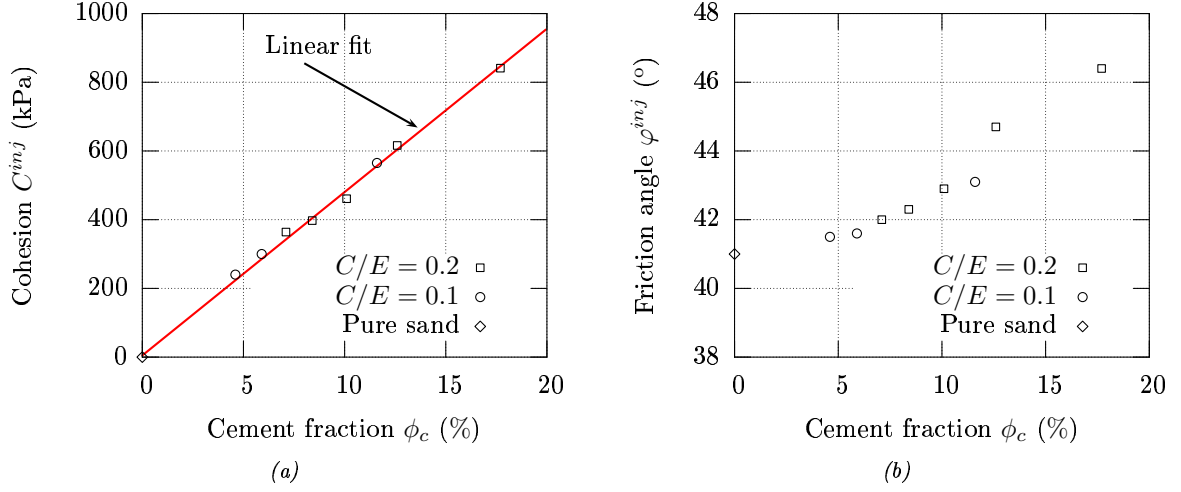 1000
800
600
400
200
0
Cohesion C^{inj} (kPa)
Linear fit
C/E = 0.2
C/E = 0.1
Pure sand
0 5 10 15 20
Cement fraction ϕ_c (%)
(a)
48
46
44
42
40
38
Friction angle φ^{inj} (º)
C/E = 0.2
C/E = 0.1
Pure sand
0 5 10 15 20
Cement fraction ϕ_c (%)
(b)